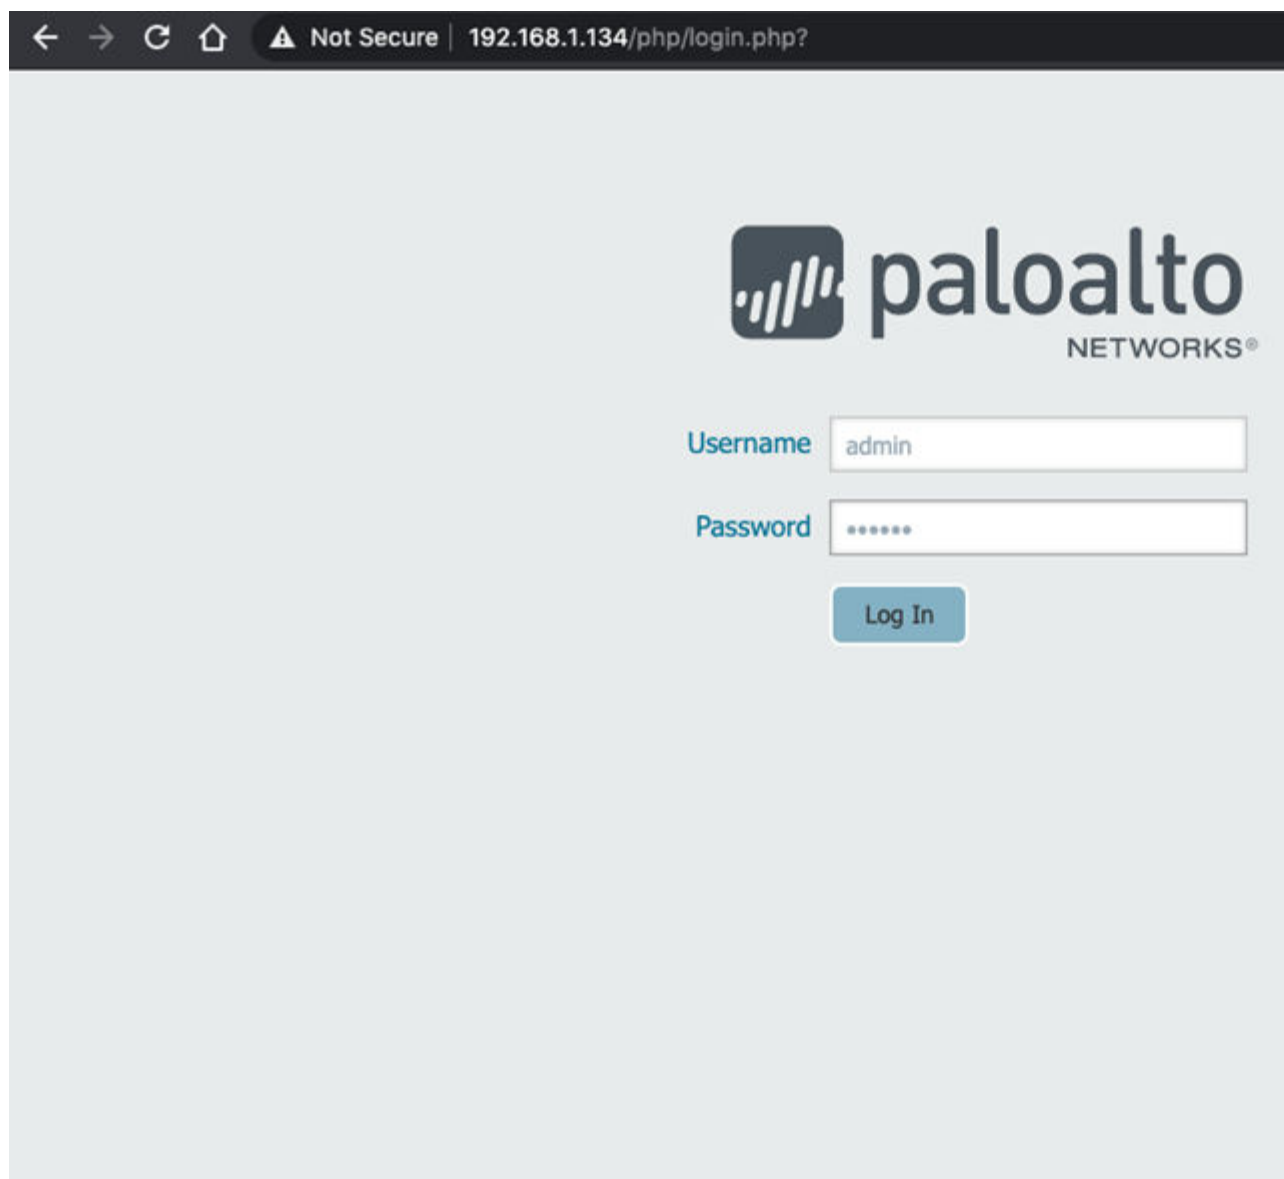 Not Secure | 192.168.1.134/php/login.php?
paloalto
NETWORKS®
Username admin
Password ••••••
Log In